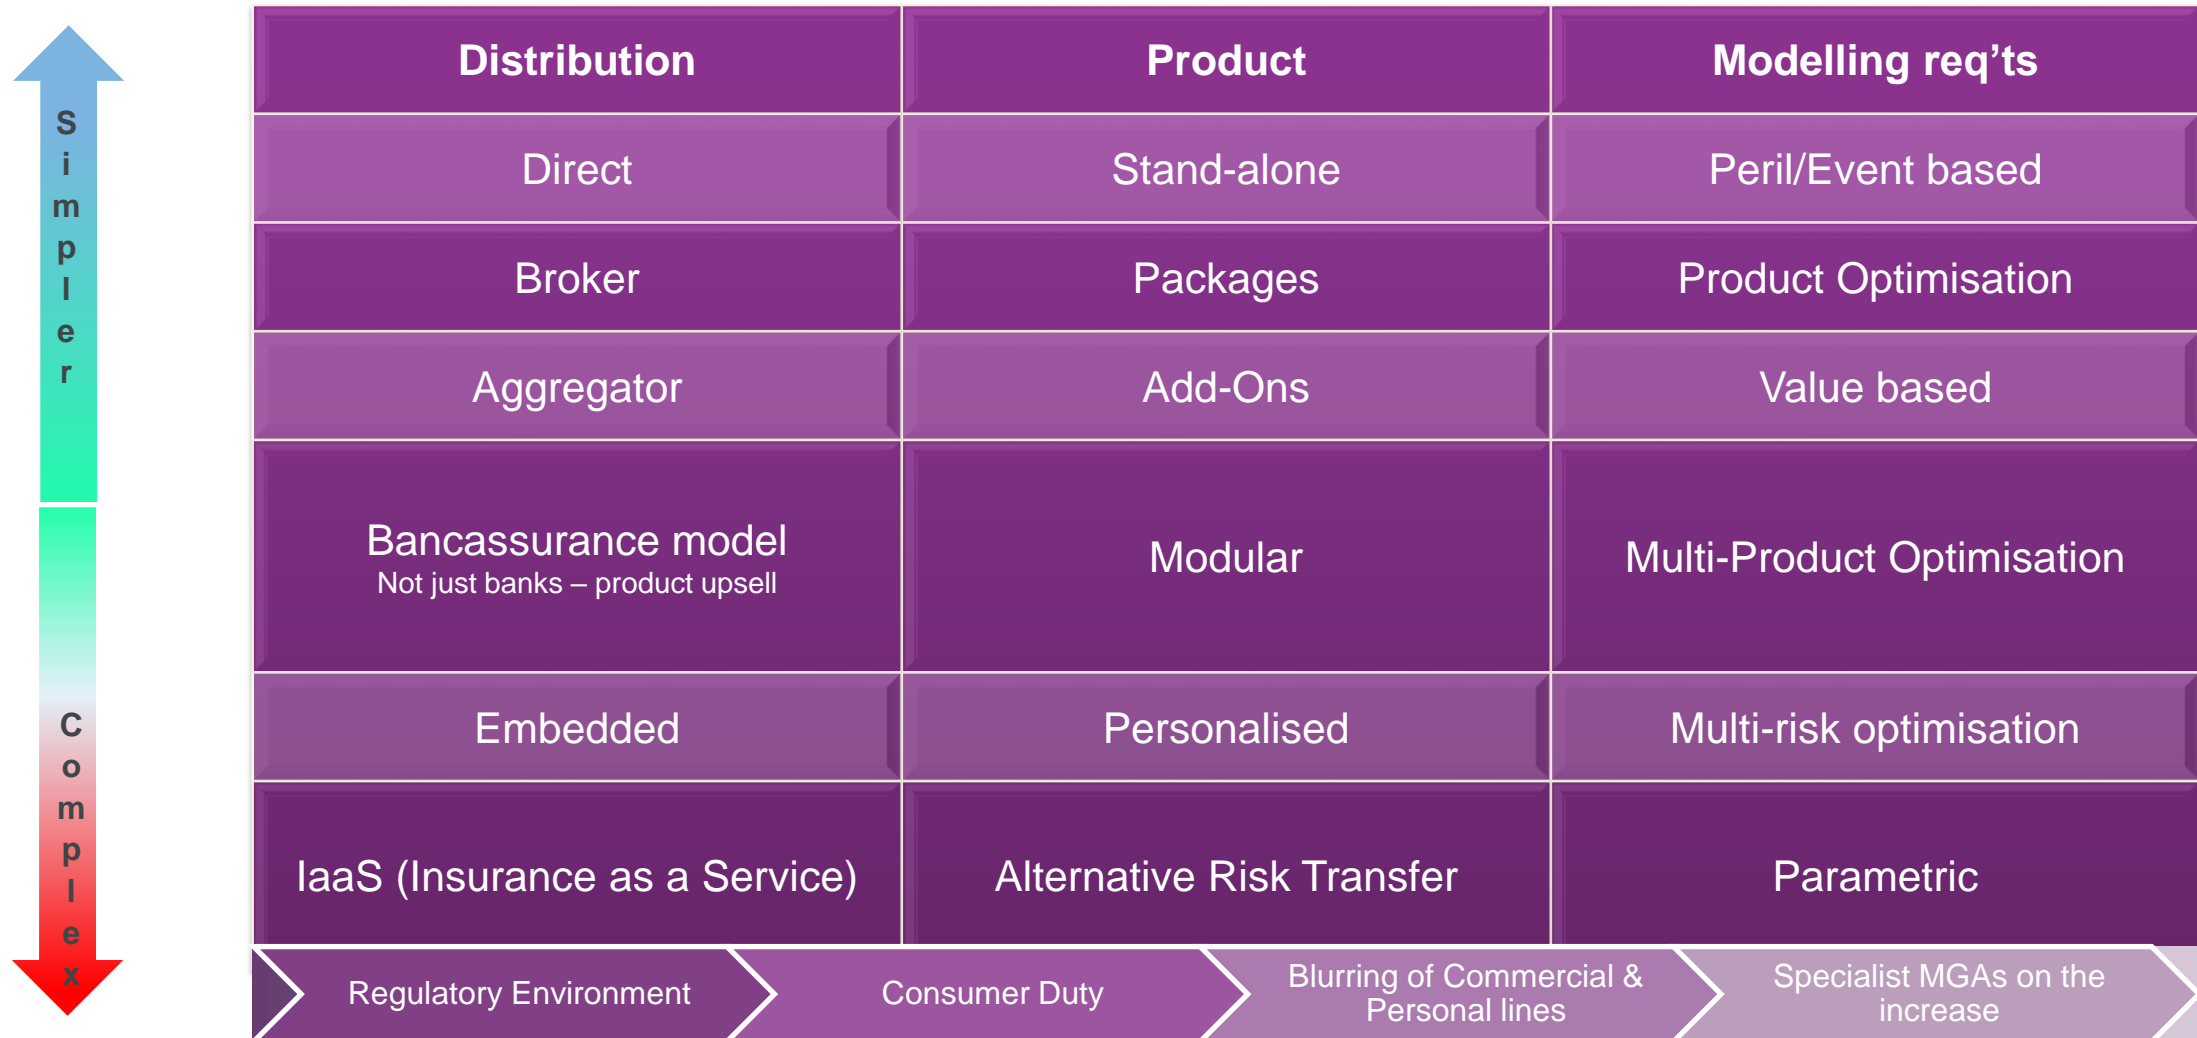 Simpler
Complex
Distribution
Product
Modelling req’ts
Direct
Stand-alone
Peril/Event based
Broker
Packages
Product Optimisation
Aggregator
Add-Ons
Value based
Bancassurance model
Not just banks – product upsell
Modular
Multi-Product Optimisation
Embedded
Personalised
Multi-risk optimisation
IaaS (Insurance as a Service)
Alternative Risk Transfer
Parametric
Regulatory Environment
Consumer Duty
Blurring of Commercial &
Personal lines
Specialist MGAs on the
increase